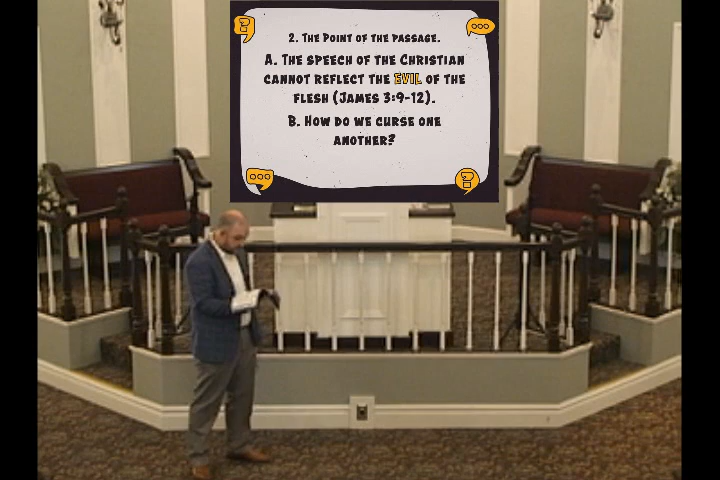 2. The Point of the passage.
A. The speech of the Christian
cannot reflect the evil of the
flesh (James 3:9-12).
B. How do we curse one
another?